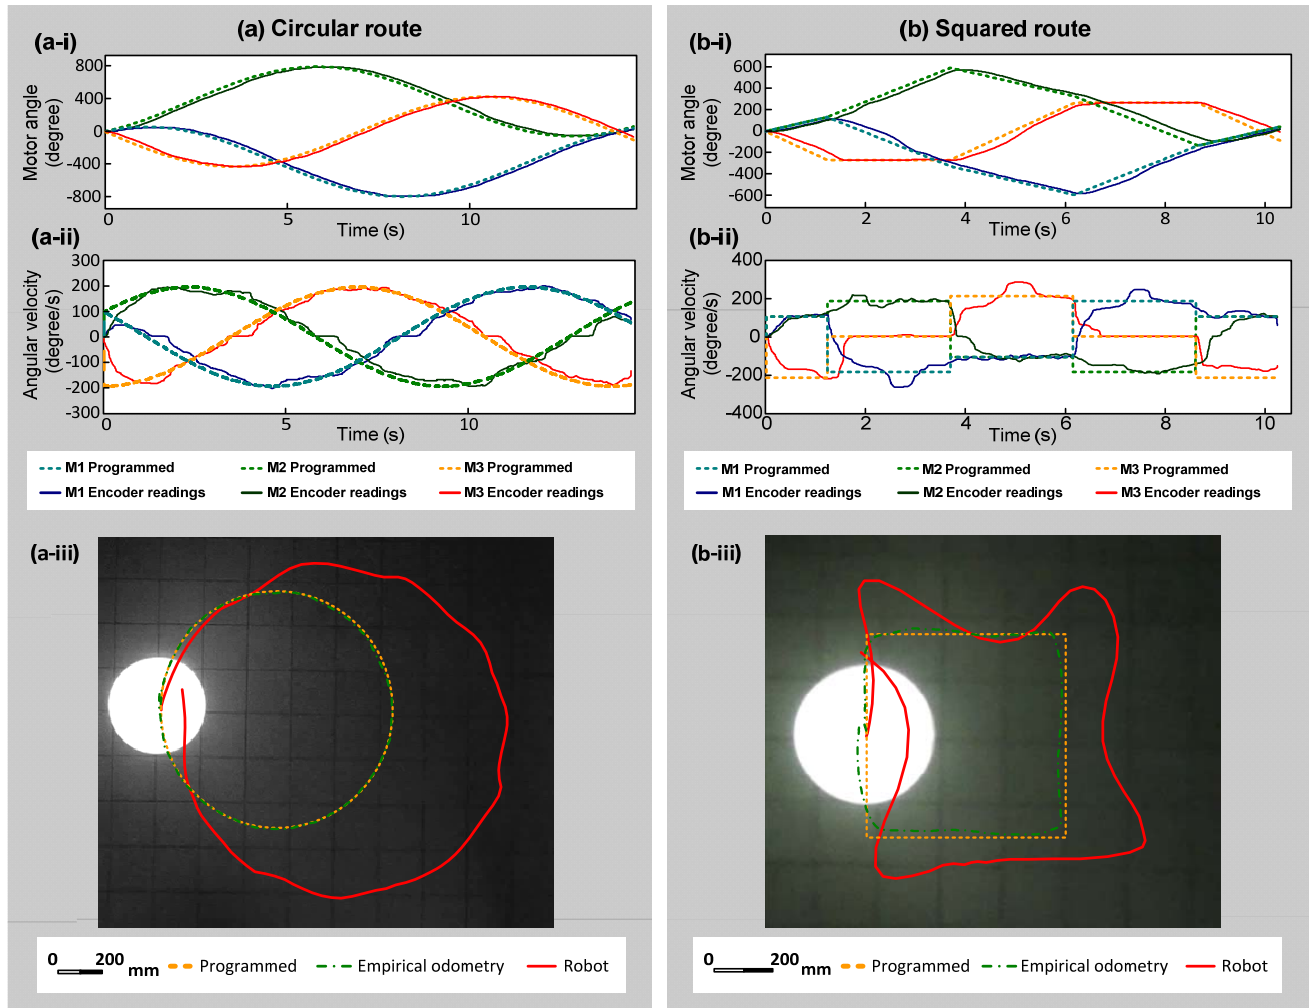 (a) Circular route
(a-i)
Motor angle
(degree)
800
400
0
-400
-800
0
5
10
Time (s)
(a-ii)
Angular velocity
(degree/s)
300
200
100
0
-100
-200
-300
0
5
10
Time (s)
M1 Programmed
M2 Programmed
M3 Programmed
M1 Encoder readings
M2 Encoder readings
M3 Encoder readings
(a-iii)
0
200
mm
Programmed
Empirical odometry
Robot
(b) Squared route
(b-i)
Motor angle
(degree)
600
400
200
0
-200
-400
-600
0
2
4
6
8
10
Time (s)
(b-ii)
Angular velocity
(degree/s)
400
200
0
-200
-400
0
2
4
6
8
10
Time (s)
M1 Programmed
M2 Programmed
M3 Programmed
M1 Encoder readings
M2 Encoder readings
M3 Encoder readings
(b-iii)
0
200
mm
Programmed
Empirical odometry
Robot